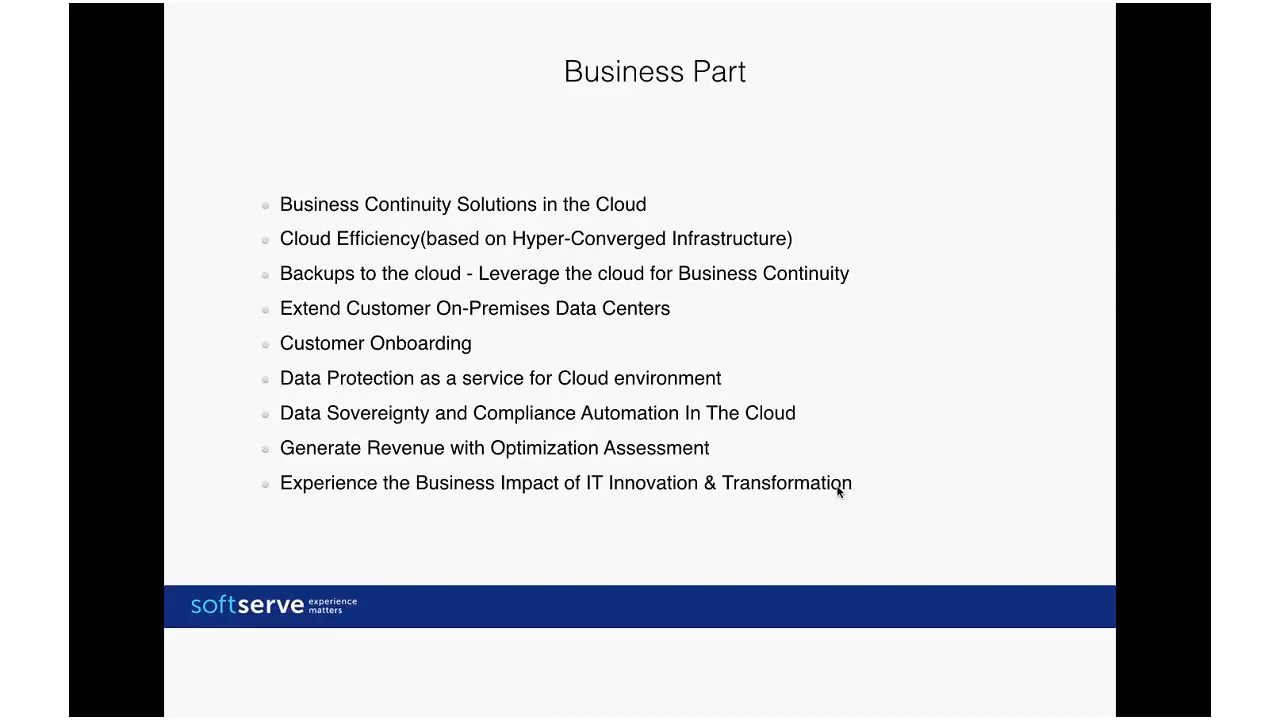 Business Part
Business Continuity Solutions in the Cloud
Cloud Efficiency(based on Hyper-Converged Infrastructure)
Backups to the cloud - Leverage the cloud for Business Continuity
Extend Customer On-Premises Data Centers
Customer Onboarding
Data Protection as a service for Cloud environment
Data Sovereignty and Compliance Automation In The Cloud
Generate Revenue with Optimization Assessment
Experience the Business Impact of IT Innovation & Transformation
softserve experience
matters